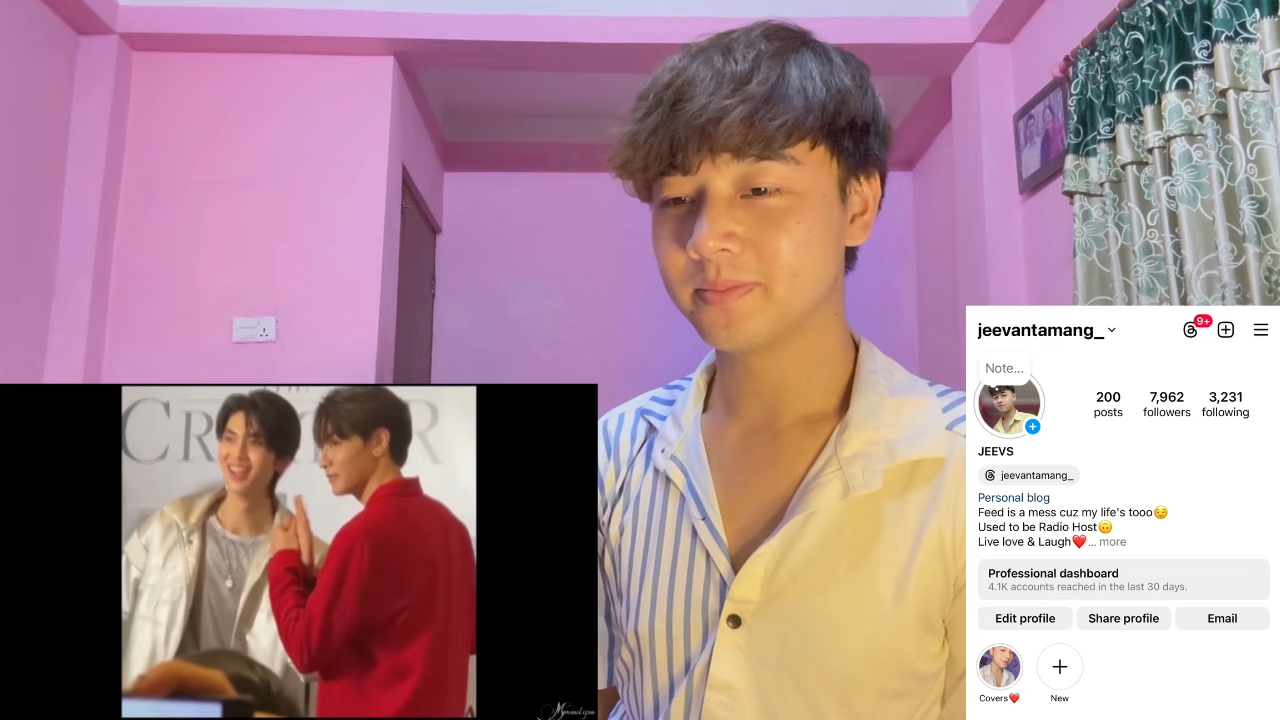 jeevantamang_
9+
Note...
200
posts
7,962
followers
3,231
following
JEEVS
jeevantamang_
Personal blog
Feed is a mess cuz my life's tooo😌
Used to be Radio Host🙃
Live love & Laugh❤️... more
Professional dashboard
4.1K accounts reached in the last 30 days.
Edit profile
Share profile
Email
Covers❤️
New